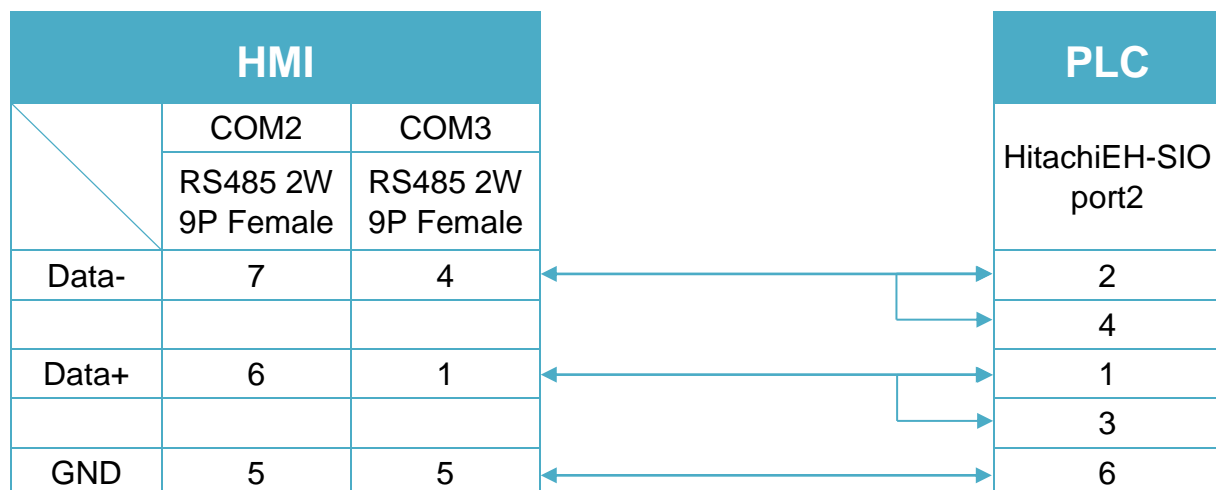 HMI
PLC
COM2
COM3
HitachiEH-SIO
port2
RS485 2W
9P Female
RS485 2W
9P Female
Data-
7
4
2
4
Data+
6
1
1
3
GND
5
5
6